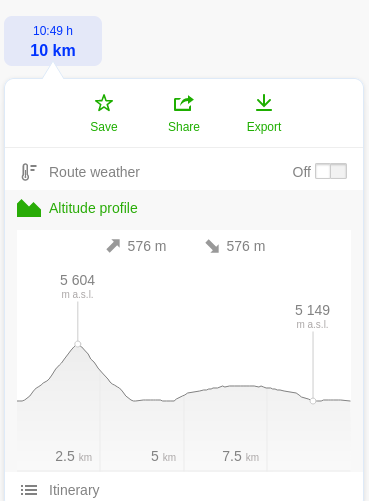 10:49 h
10 km
Save Share Export
Route weather Off
Altitude profile
576 m 576 m
5 604
m a.s.l.
5 149
m a.s.l.
2.5 km 5 km 7.5 km
Itinerary